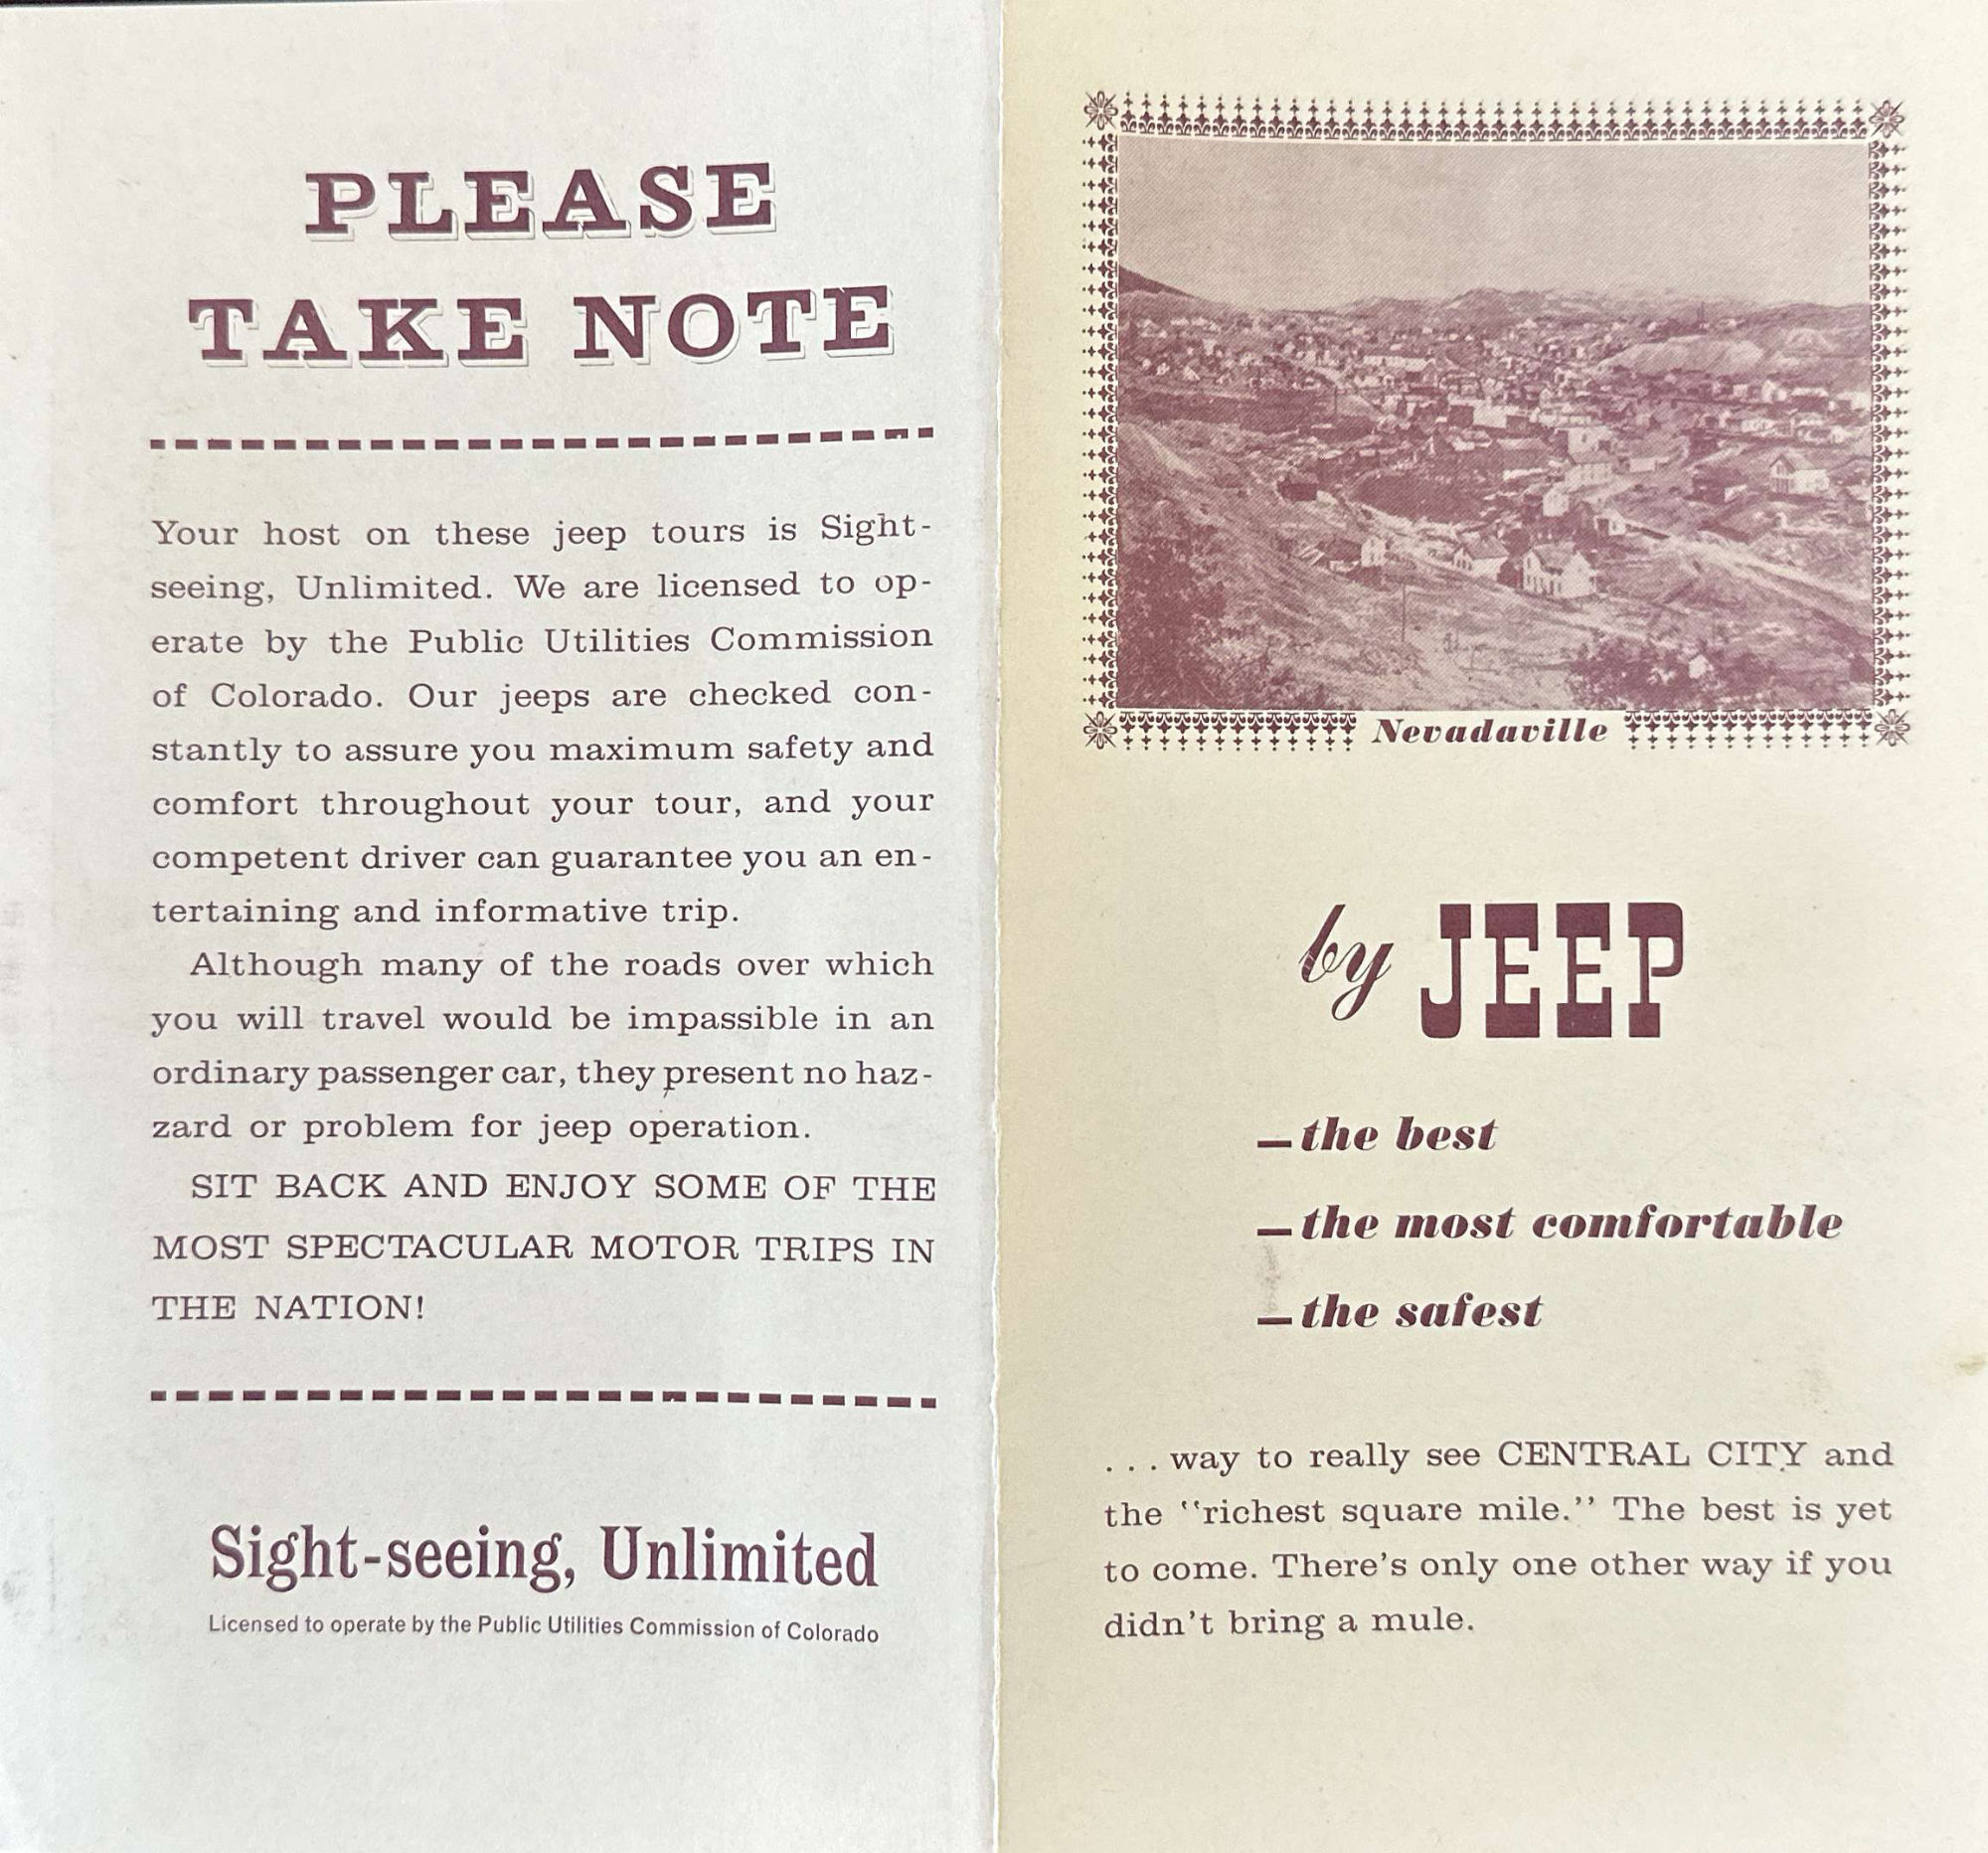 PLEASE
TAKE NOTE
Your host on these jeep tours is Sight-
seeing, Unlimited. We are licensed to op-
erate by the Public Utilities Commission
of Colorado. Our jeeps are checked con-
stantly to assure you maximum safety and
comfort throughout your tour, and your
competent driver can guarantee you an en-
tertaining and informative trip.
Although many of the roads over which
you will travel would be impassible in an
ordinary passenger car, they present no haz-
zard or problem for jeep operation.
SIT BACK AND ENJOY SOME OF THE
MOST SPECTACULAR MOTOR TRIPS IN
THE NATION!
Sight-seeing, Unlimited
Licensed to operate by the Public Utilities Commission of Colorado
Nevadaville
by JEEP
—the best
—the most comfortable
—the safest
...way to really see CENTRAL CITY and
the "richest square mile." The best is yet
to come. There's only one other way if you
didn't bring a mule.